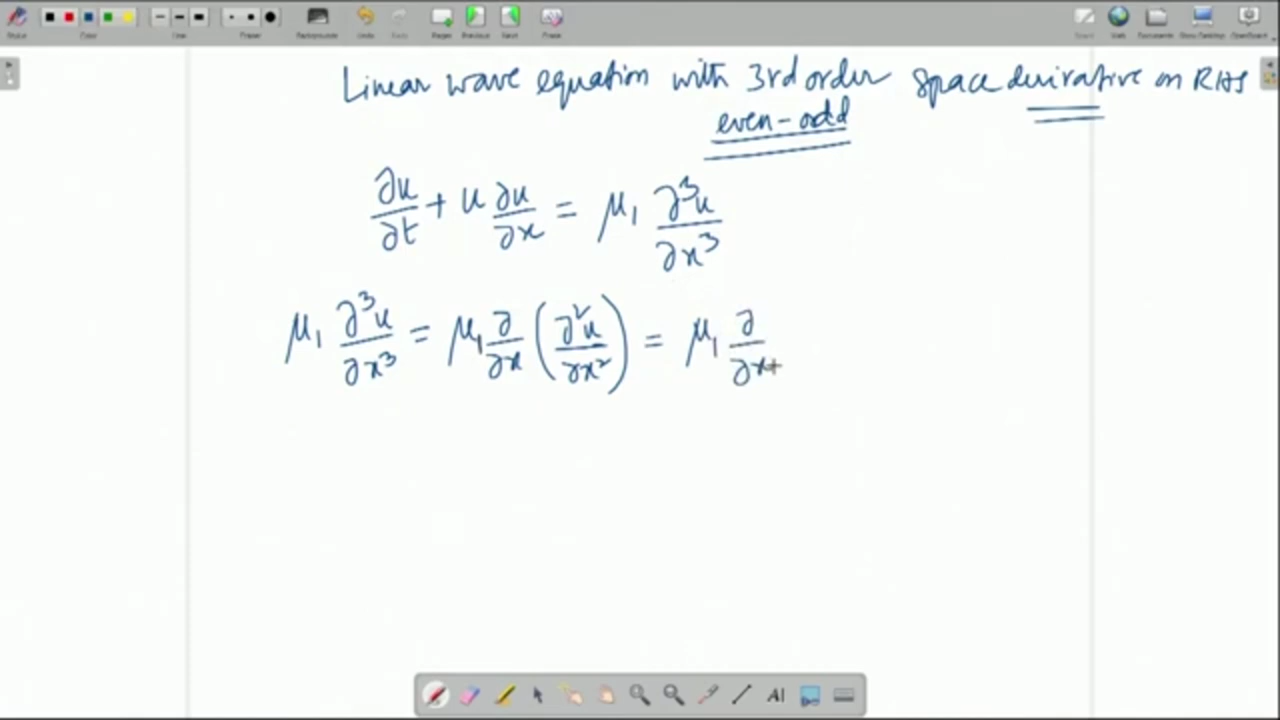 Linear wave equation with 3rd order space derivative on RHS
even-odd
∂u/∂t + u ∂u/∂x = μ₁ ∂³u/∂x³
μ₁ ∂³u/∂x³ = μ₁ ∂/∂x (∂²u/∂x²) = μ₁ ∂/∂x